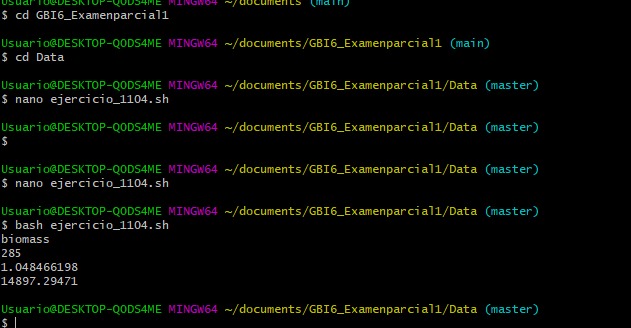 Usuario@DESKTOP-QODS4ME MINGW64 ~/documents (main)
$ cd GBI6_Examenparcial1
Usuario@DESKTOP-QODS4ME MINGW64 ~/documents/GBI6_Examenparcial1 (main)
$ cd Data
Usuario@DESKTOP-QODS4ME MINGW64 ~/documents/GBI6_Examenparcial1/Data (master)
$ nano ejercicio_1104.sh
Usuario@DESKTOP-QODS4ME MINGW64 ~/documents/GBI6_Examenparcial1/Data (master)
$
Usuario@DESKTOP-QODS4ME MINGW64 ~/documents/GBI6_Examenparcial1/Data (master)
$ nano ejercicio_1104.sh
Usuario@DESKTOP-QODS4ME MINGW64 ~/documents/GBI6_Examenparcial1/Data (master)
$ bash ejercicio_1104.sh
biomass
285
1.048466198
14897.29471
Usuario@DESKTOP-QODS4ME MINGW64 ~/documents/GBI6_Examenparcial1/Data (master)
$